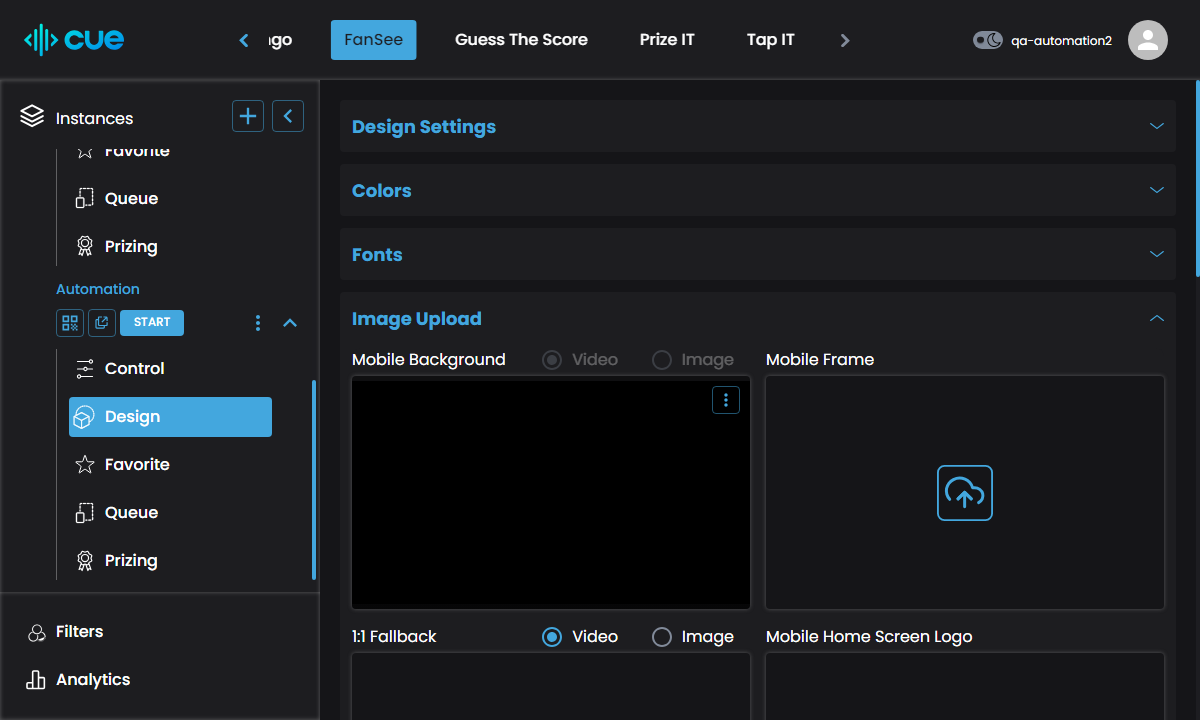 cue
FanSee
Guess The Score
Prize IT
Tap IT
qa-automation2
Instances
Favorite
Queue
Prizing
Automation
START
Control
Design
Favorite
Queue
Prizing
Filters
Analytics
Design Settings
Colors
Fonts
Image Upload
Mobile Background
Video
Image
Mobile Frame
1:1 Fallback
Video
Image
Mobile Home Screen Logo